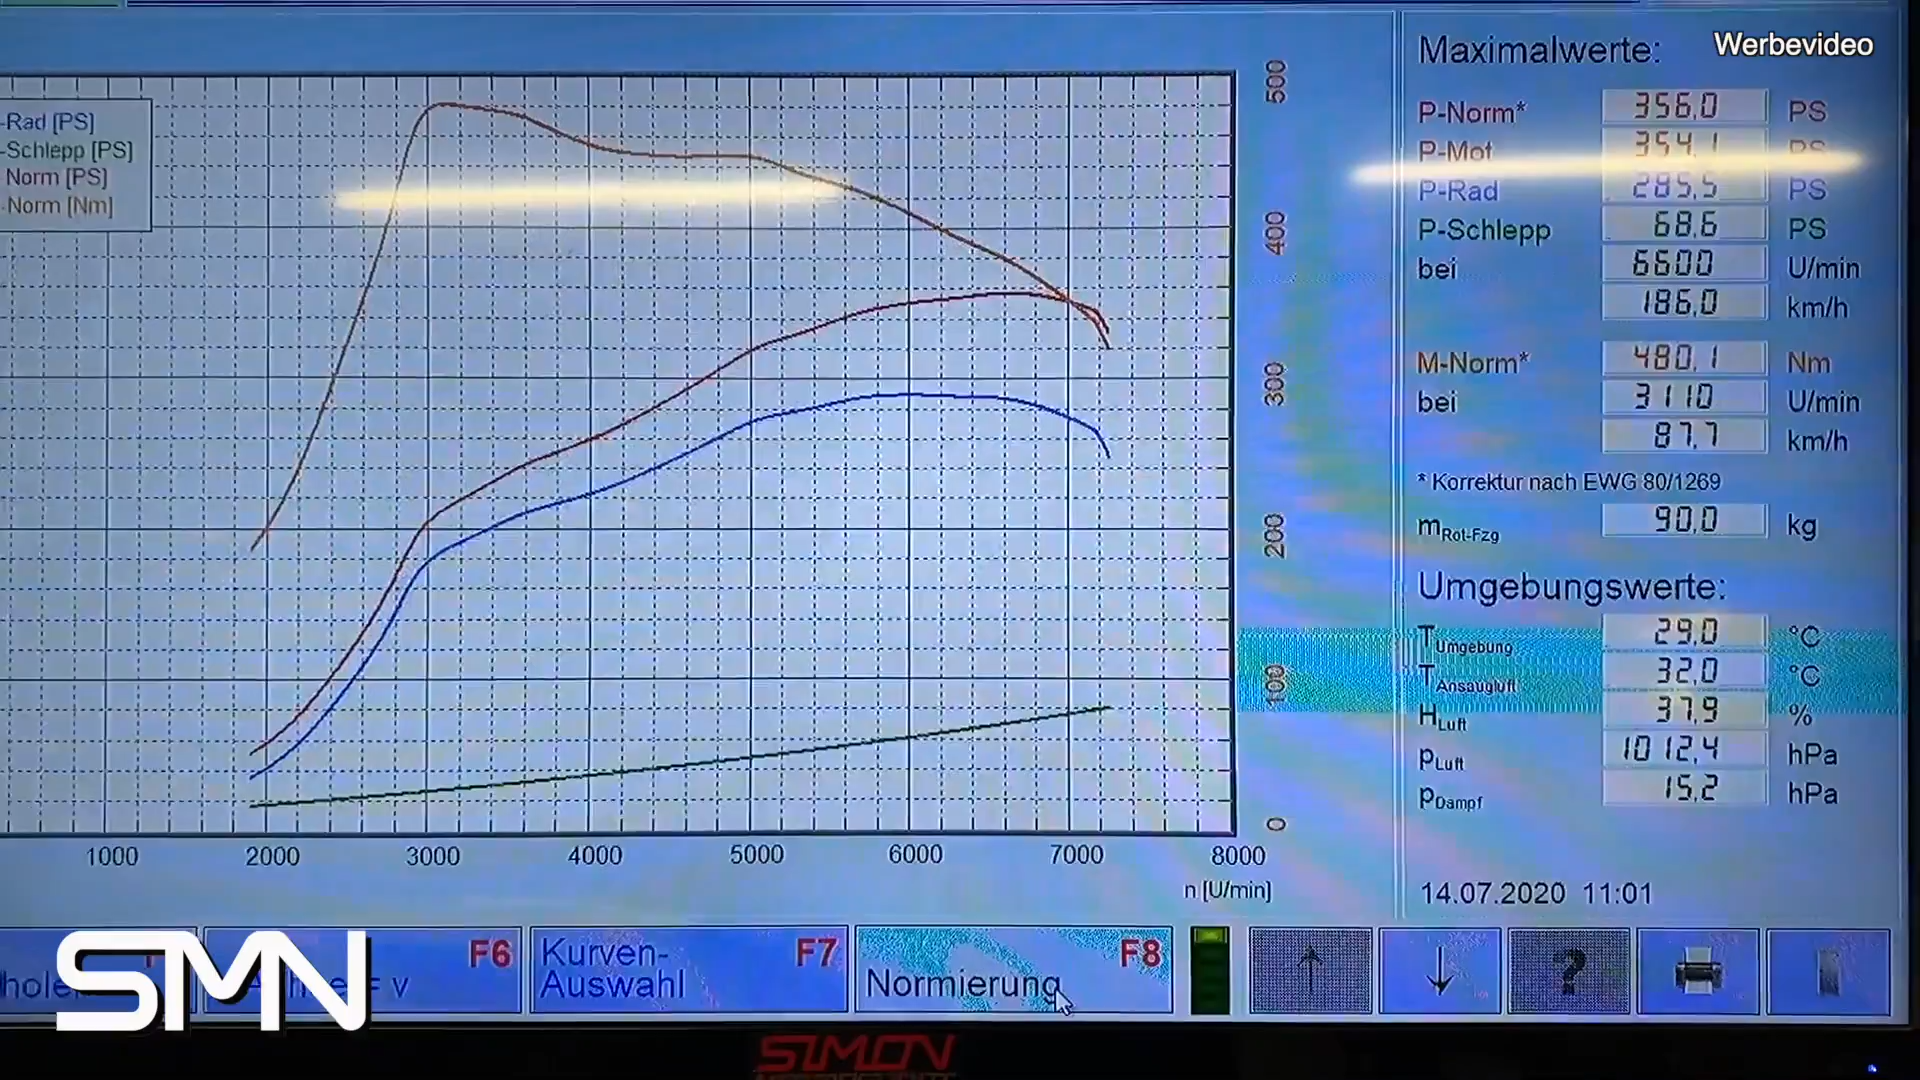 Werbevideo
Maximalwerte:
-Rad [PS]
-Schlepp [PS]
Norm [PS]
-Norm [Nm]
500
400
300
200
100
0
1000 2000 3000 4000 5000 6000 7000 8000
n [U/min]
P-Norm* 356,0 PS
P-Mot 354,1 PS
P-Rad 285,5 PS
P-Schlepp 68,6 PS
bei 6600 U/min
186,0 km/h
M-Norm* 480,1 Nm
bei 3110 U/min
87,7 km/h
* Korrektur nach EWG 80/1269
mRot-Fzg 90,0 kg
Umgebungswerte:
TUmgebung 29,0 °C
TAnsaugluft 32,0 °C
HLuft 37,9 %
pLuft 1012,4 hPa
pDampf 15,2 hPa
14.07.2020 11:01
F6
Kurven-
Auswahl F7
Normierung F8
?
SMN
SIMON